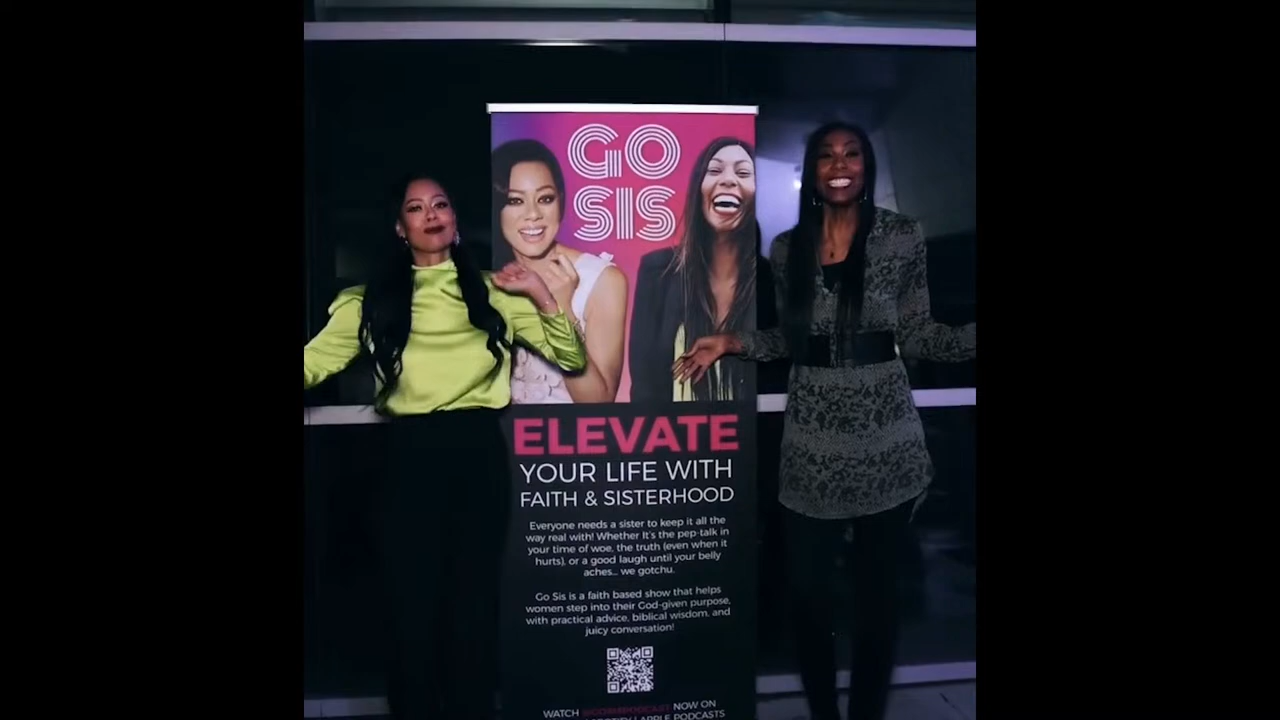 GO
SIS
ELEVATE
YOUR LIFE WITH
FAITH & SISTERHOOD
Everyone needs a sister to keep it all the
way real with! Whether It's the pep-talk in
your time of woe, the truth (even when it
hurts), or a good laugh until your belly
aches... we gotchu.
Go Sis is a faith based show that helps
women step into their God-given purpose,
with practical advice, biblical wisdom, and
juicy conversation!
WATCH @GOSISPODCAST NOW ON
SPOTIFY | APPLE PODCASTS